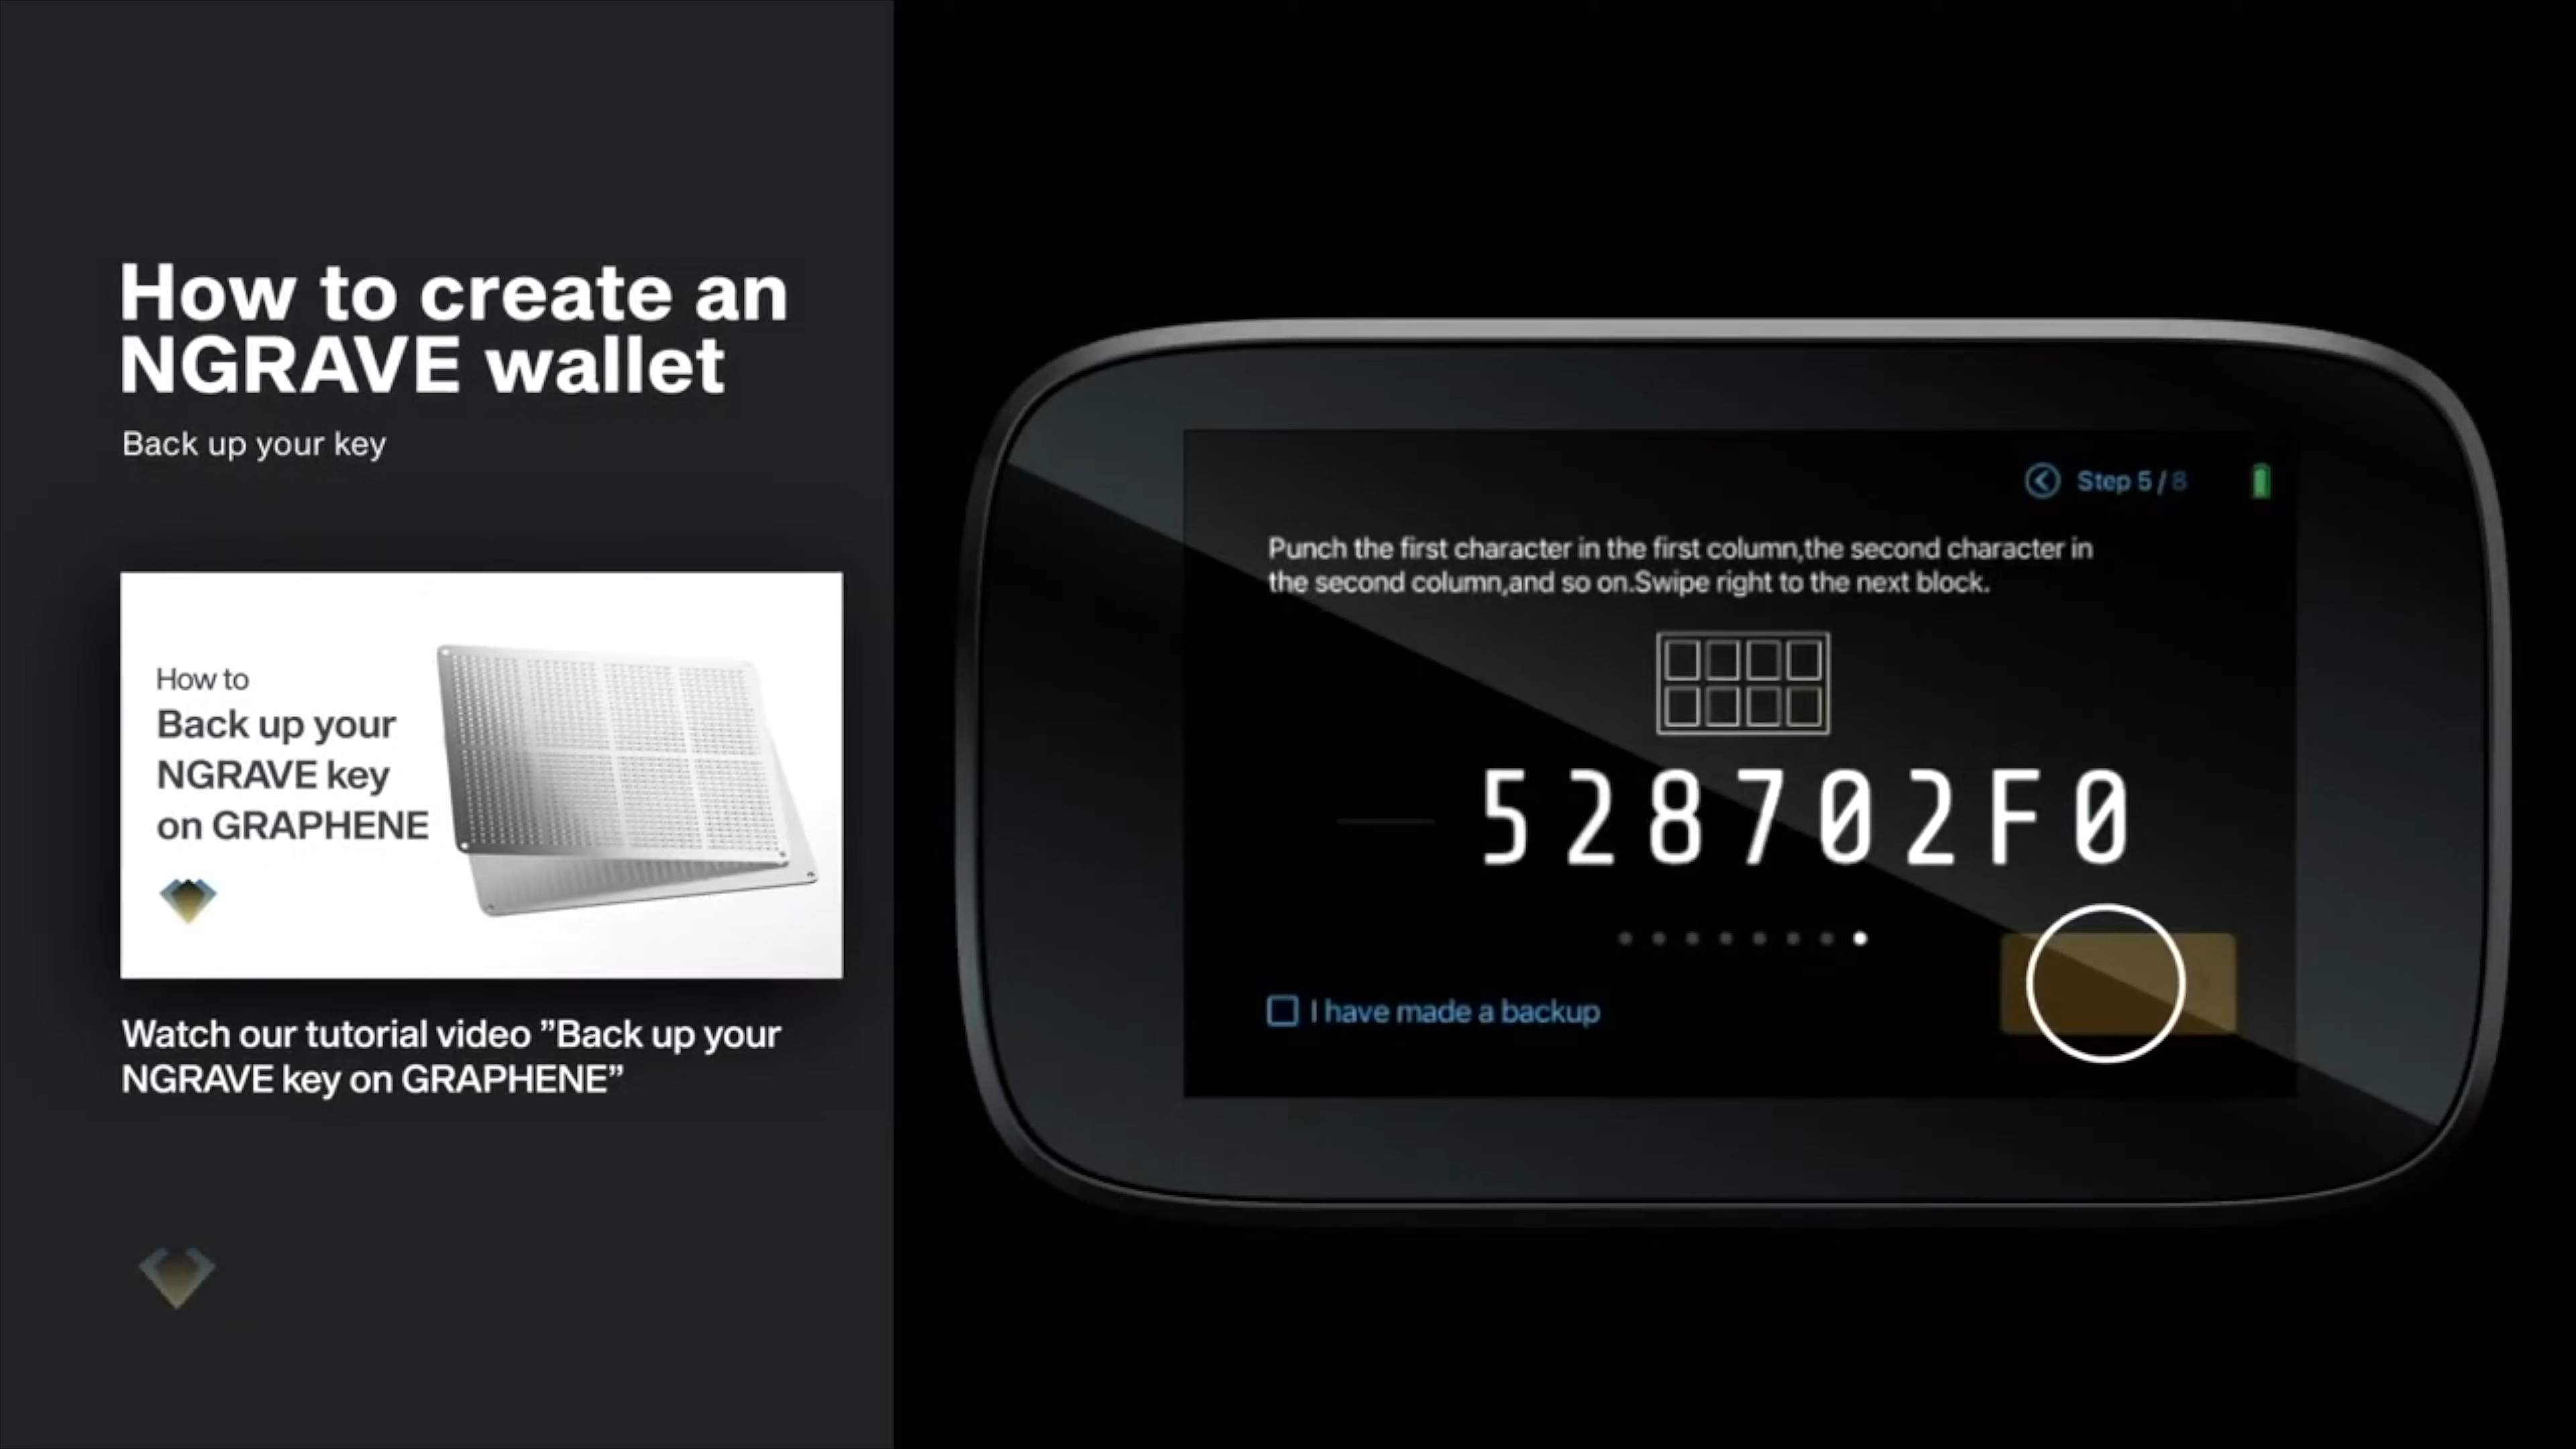 How to create an
NGRAVE wallet
Back up your key
How to
Back up your
NGRAVE key
on GRAPHENE
Watch our tutorial video ”Back up your
NGRAVE key on GRAPHENE”
Step 5 / 8
Punch the first character in the first column,the second character in
the second column,and so on.Swipe right to the next block.
528702F0
I have made a backup